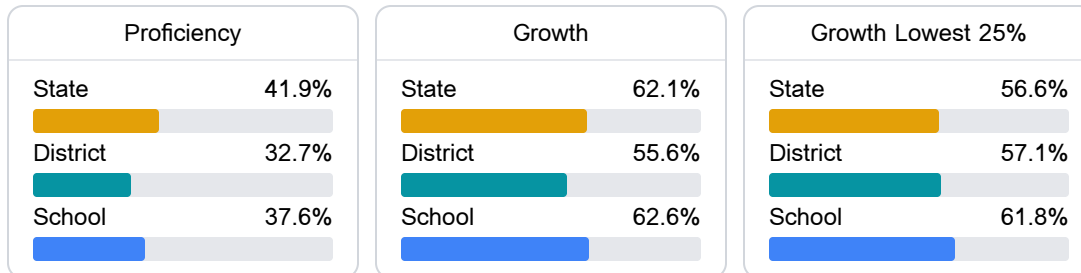 Proficiency
State 41.9%
District 32.7%
School 37.6%
Growth
State 62.1%
District 55.6%
School 62.6%
Growth Lowest 25%
State 56.6%
District 57.1%
School 61.8%